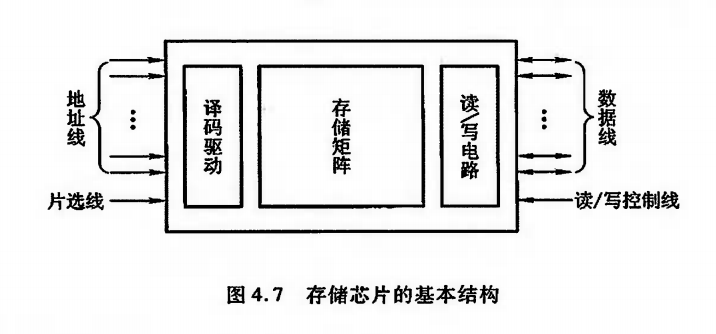 地址线
片选线
译码驱动
存储矩阵
读/写电路
数据线
读/写控制线
图 4.7 存储芯片的基本结构